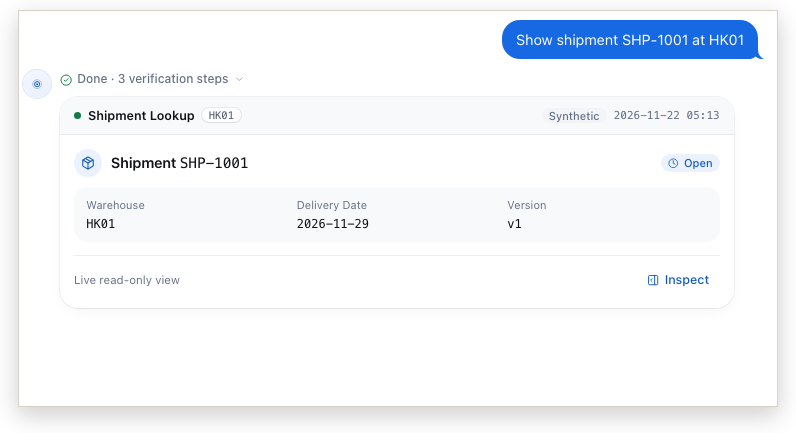 Show shipment SHP-1001 at HK01
Done · 3 verification steps
Shipment Lookup HK01 Synthetic 2026-11-22 05:13
Shipment SHP-1001 Open
Warehouse Delivery Date Version
HK01 2026-11-29 v1
Live read-only view Inspect